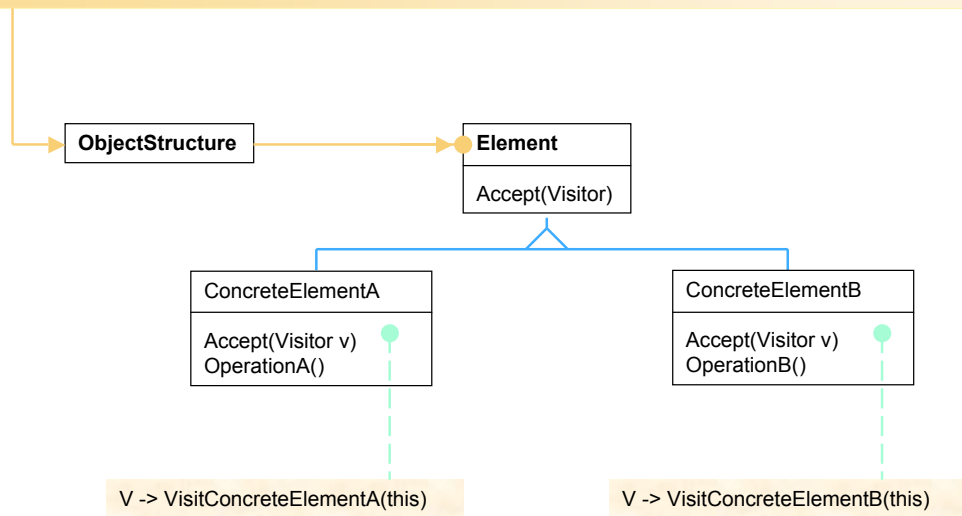 ObjectStructure
Element
Accept(Visitor)
ConcreteElementA
Accept(Visitor v)
OperationA()
ConcreteElementB
Accept(Visitor v)
OperationB()
V -> VisitConcreteElementA(this)
V -> VisitConcreteElementB(this)